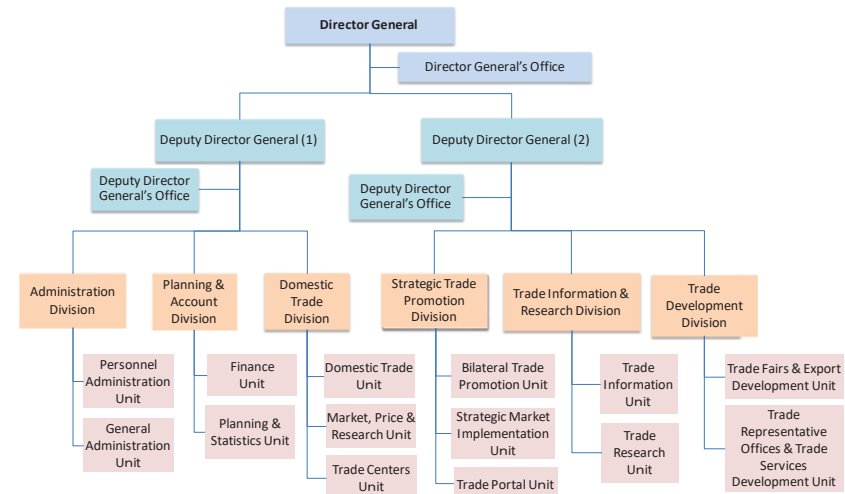 Director General
Director General's Office
Deputy Director General (1)
Deputy Director General (2)
Deputy Director
General's Office
Deputy Director
General's Office
Administration
Division
Planning &
Account
Division
Domestic
Trade
Division
Strategic Trade
Promotion
Division
Trade Information &
Research Division
Trade
Development
Division
Personnel
Administration
Unit
General
Administration
Unit
Finance
Unit
Planning &
Statistics Unit
Domestic Trade
Unit
Market, Price &
Research Unit
Trade Centers
Unit
Bilateral Trade
Promotion Unit
Strategic Market
Implementation
Unit
Trade Portal Unit
Trade
Information
Unit
Trade
Research
Unit
Trade Fairs & Export
Development Unit
Trade
Representative
Offices & Trade
Services
Development Unit